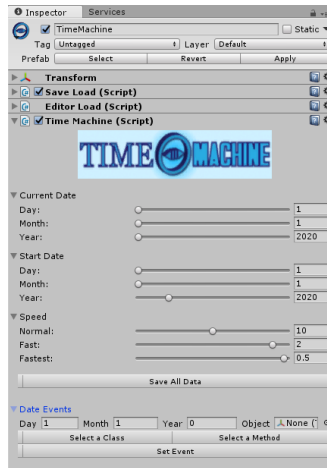 Inspector Services
TimeMachine Static
Tag Untagged Layer Default
Prefab Select Revert Apply
Transform
Save Load (Script)
Editor Load (Script)
Time Machine (Script)
TIME MACHINE
Current Date
Day: 1
Month: 1
Year: 2020
Start Date
Day: 1
Month: 1
Year: 2020
Speed
Normal: 10
Fast: 2
Fastest: 0.5
Save All Data
Date Events
Day 1 Month 1 Year 0 Object None (
Select a Class Select a Method
Set Event